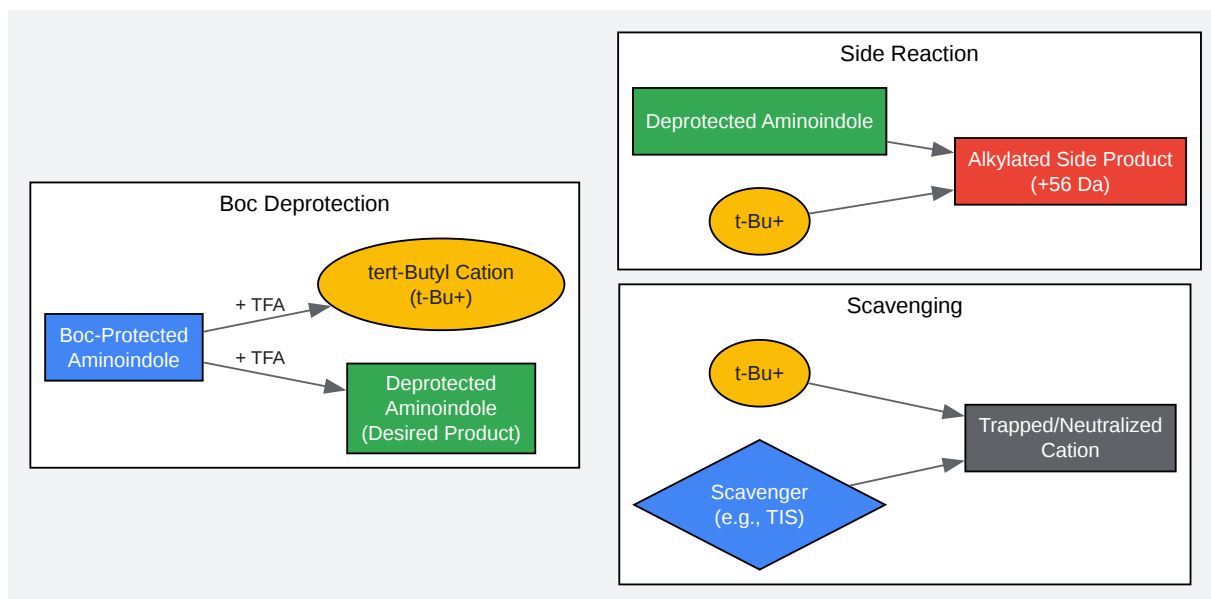 Boc Deprotection
Boc-Protected
Aminoindole
+ TFA
+ TFA
tert-Butyl Cation
(t-Bu+)
Deprotected
Aminoindole
(Desired Product)
Side Reaction
Deprotected Aminoindole
t-Bu+
Alkylated Side Product
(+56 Da)
Scavenging
t-Bu+
Scavenger
(e.g., TIS)
Trapped/Neutralized
Cation